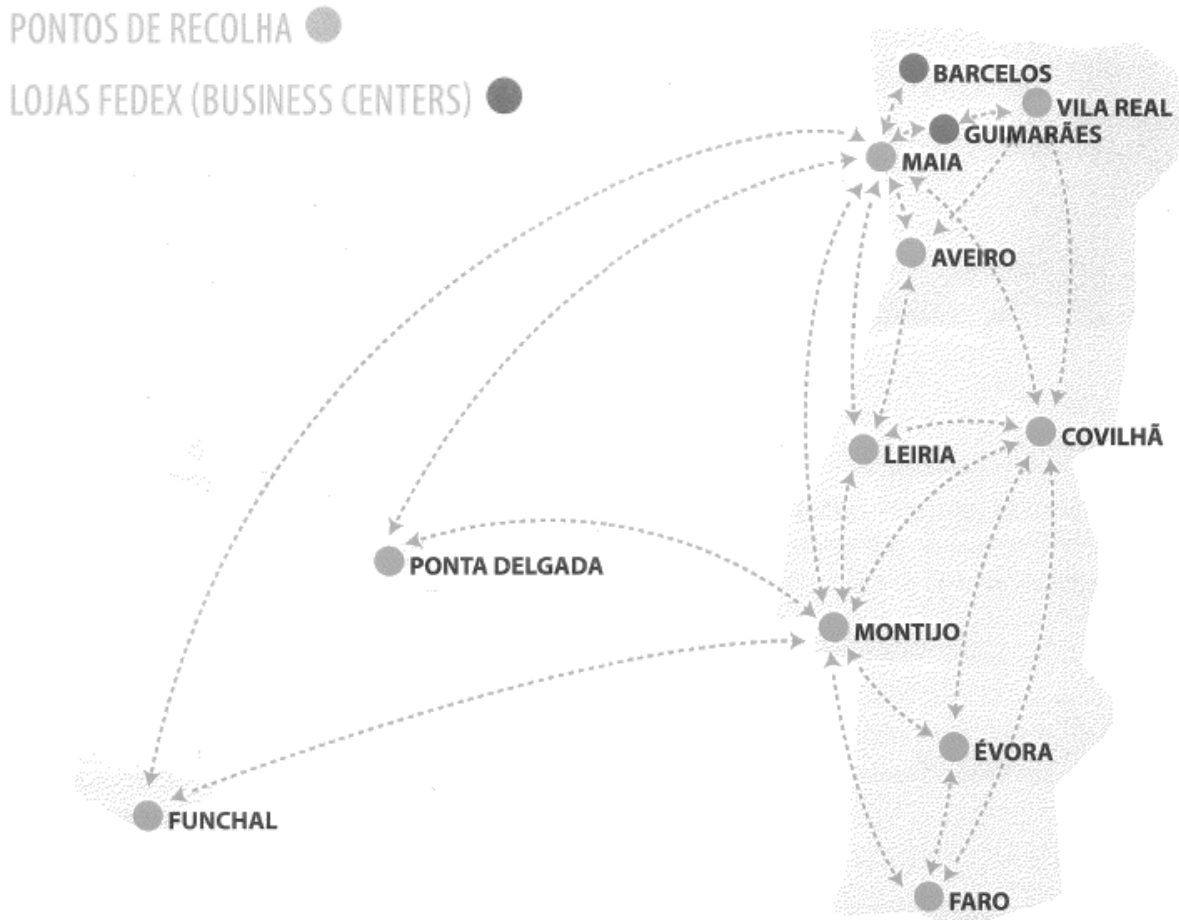 PONTOS DE RECOLHA
LOJAS FEDEX (BUSINESS CENTERS)
BARCELOS
VILA REAL
GUIMARÃES
MAIA
AVEIRO
COVILHÃ
LEIRIA
PONTA DELGADA
MONTIJO
ÉVORA
FUNCHAL
FARO